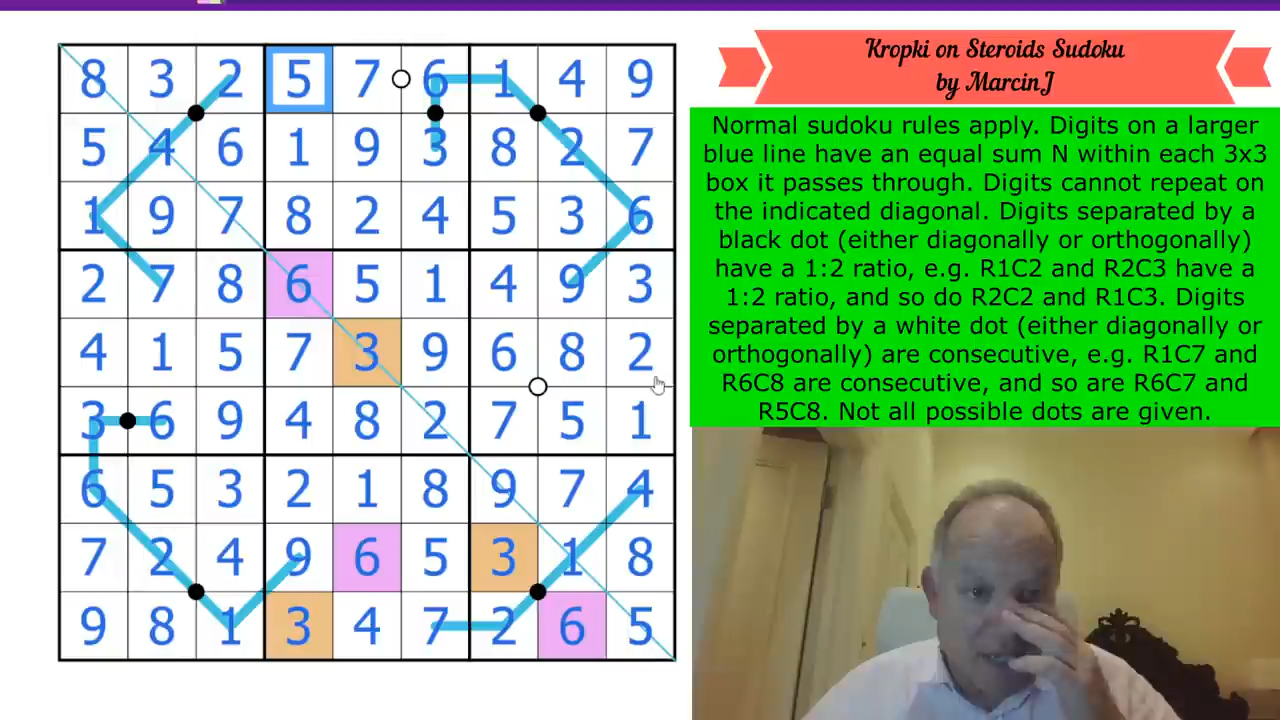 Kropki on Steroids Sudoku
by MarcinJ
Normal sudoku rules apply. Digits on a larger
blue line have an equal sum N within each 3x3
box it passes through. Digits cannot repeat on
the indicated diagonal. Digits separated by a
black dot (either diagonally or orthogonally)
have a 1:2 ratio, e.g. R1C2 and R2C3 have a
1:2 ratio, and so do R2C2 and R1C3. Digits
separated by a white dot (either diagonally or
orthogonally) are consecutive, e.g. R1C7 and
R6C8 are consecutive, and so are R6C7 and
R5C8. Not all possible dots are given.
8 3 2 5 7 6 1 4 9
5 4 6 1 9 3 8 2 7
1 9 7 8 2 4 5 3 6
2 7 8 6 5 1 4 9 3
4 1 5 7 3 9 6 8 2
3 6 9 4 8 2 7 5 1
6 5 3 2 1 8 9 7 4
7 2 4 9 6 5 3 1 8
9 8 1 3 4 7 2 6 5